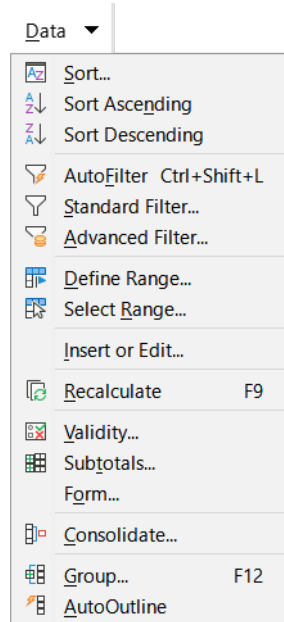 Data
Sort...
Sort Ascending
Sort Descending
AutoFilter Ctrl+Shift+L
Standard Filter...
Advanced Filter...
Define Range...
Select Range...
Insert or Edit...
Recalculate F9
Validity...
Subtotals...
Form...
Consolidate...
Group... F12
AutoOutline